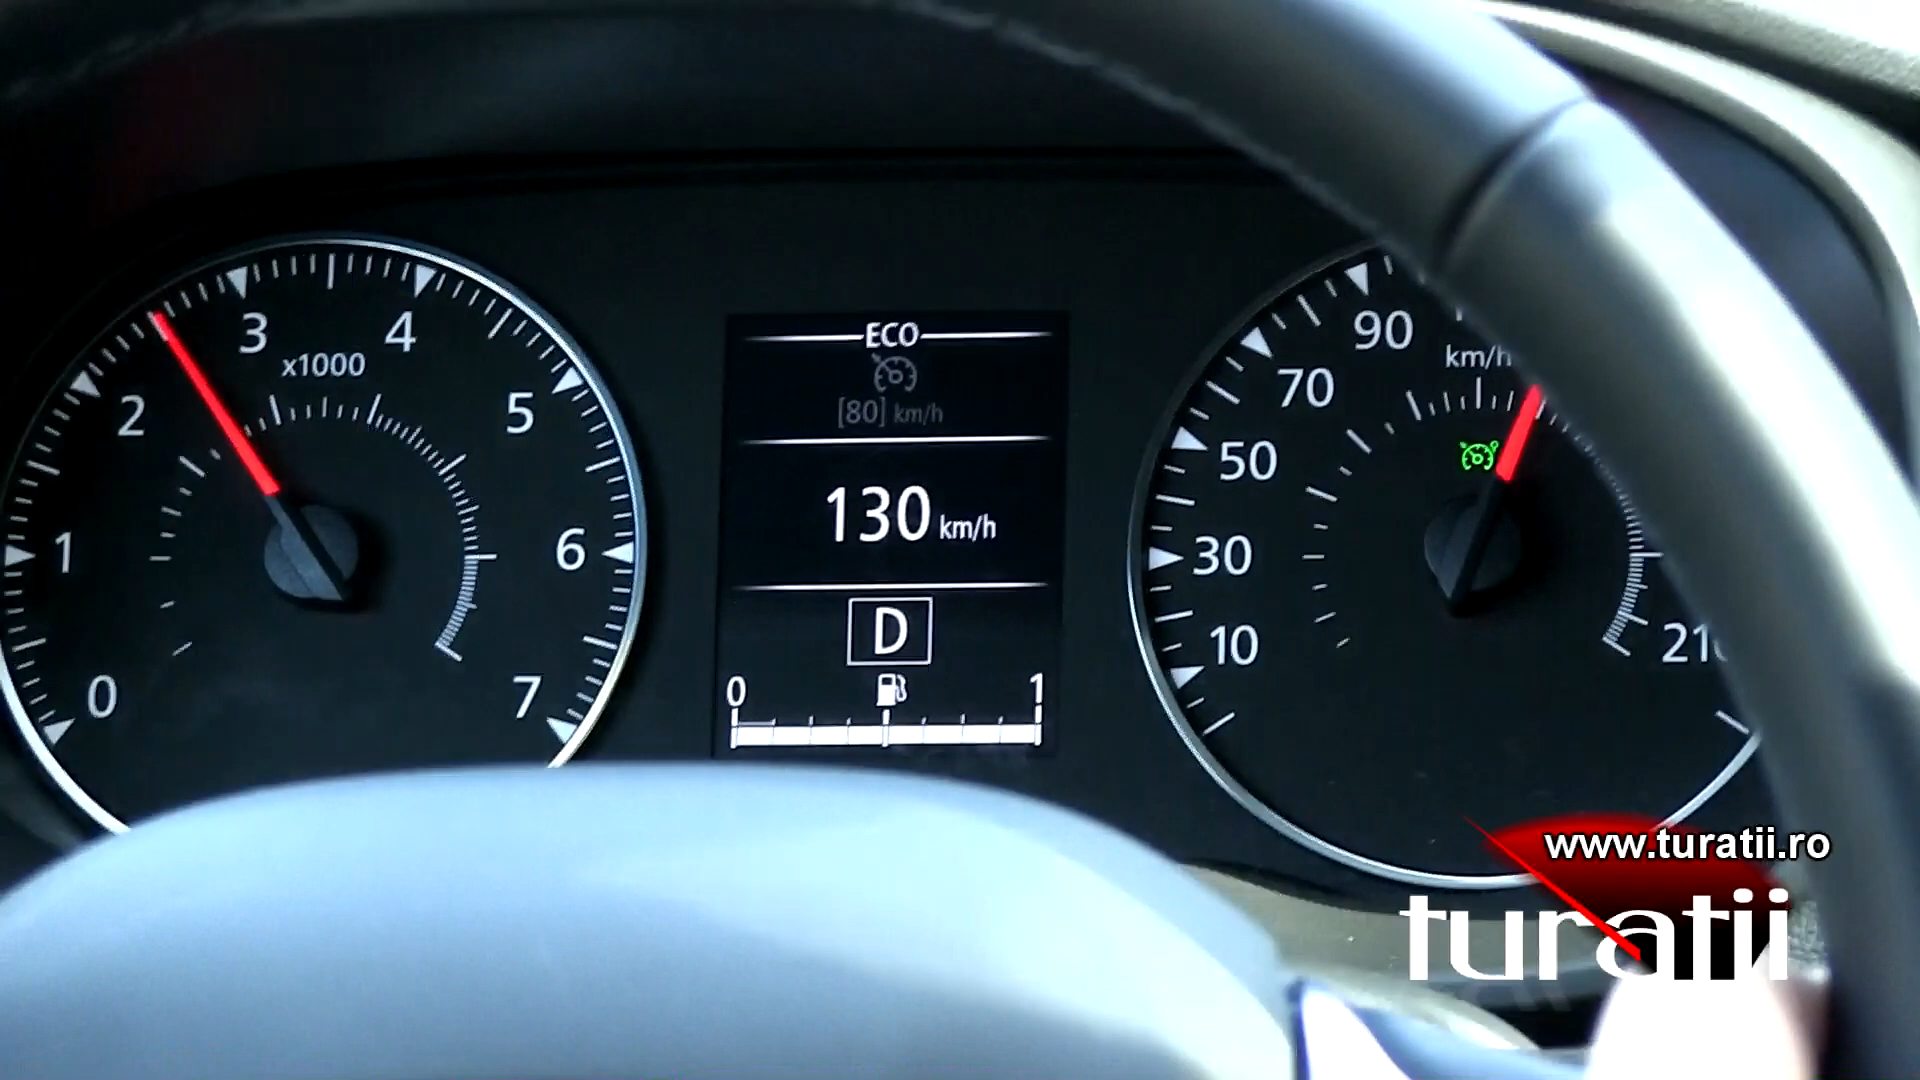 0 1 2 3 4 5 6 7
x1000
ECO
[80] km/h
130 km/h
D
0 1
10 30 50 70 90
km/h
www.turatii.ro
turatii